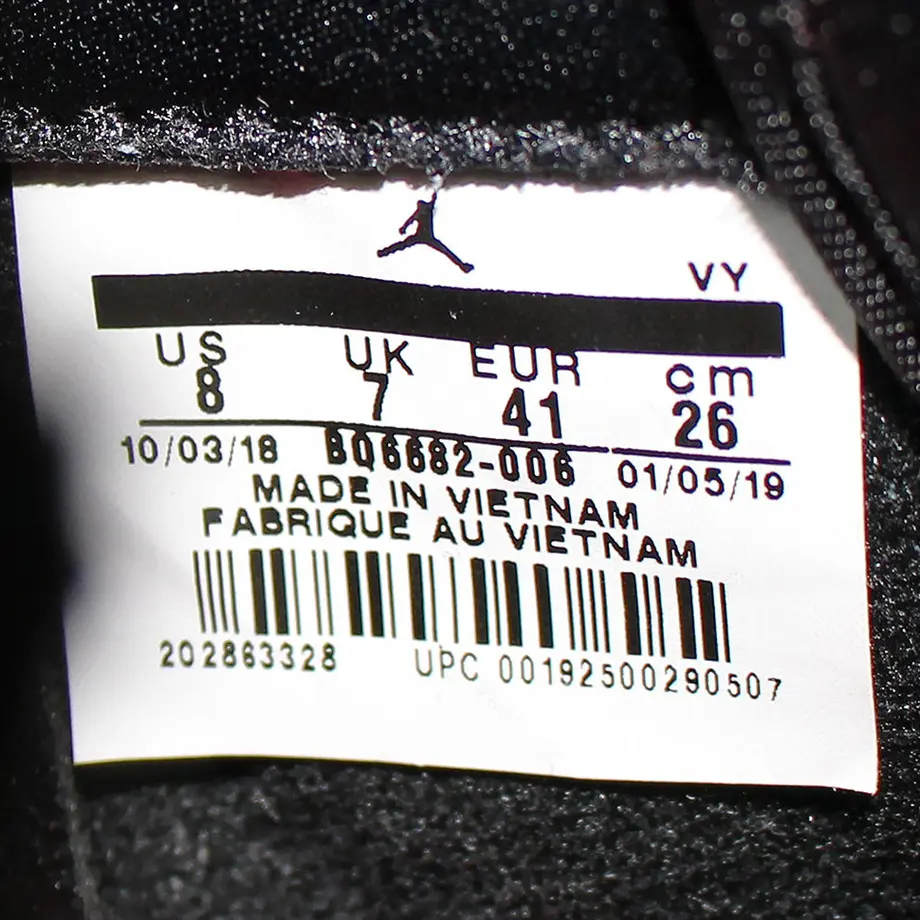 VY
US UK EUR cm
8 7 41 26
10/03/18 BQ6682-006 01/05/19
MADE IN VIETNAM
FABRIQUE AU VIETNAM
202863328 UPC 00192500290507